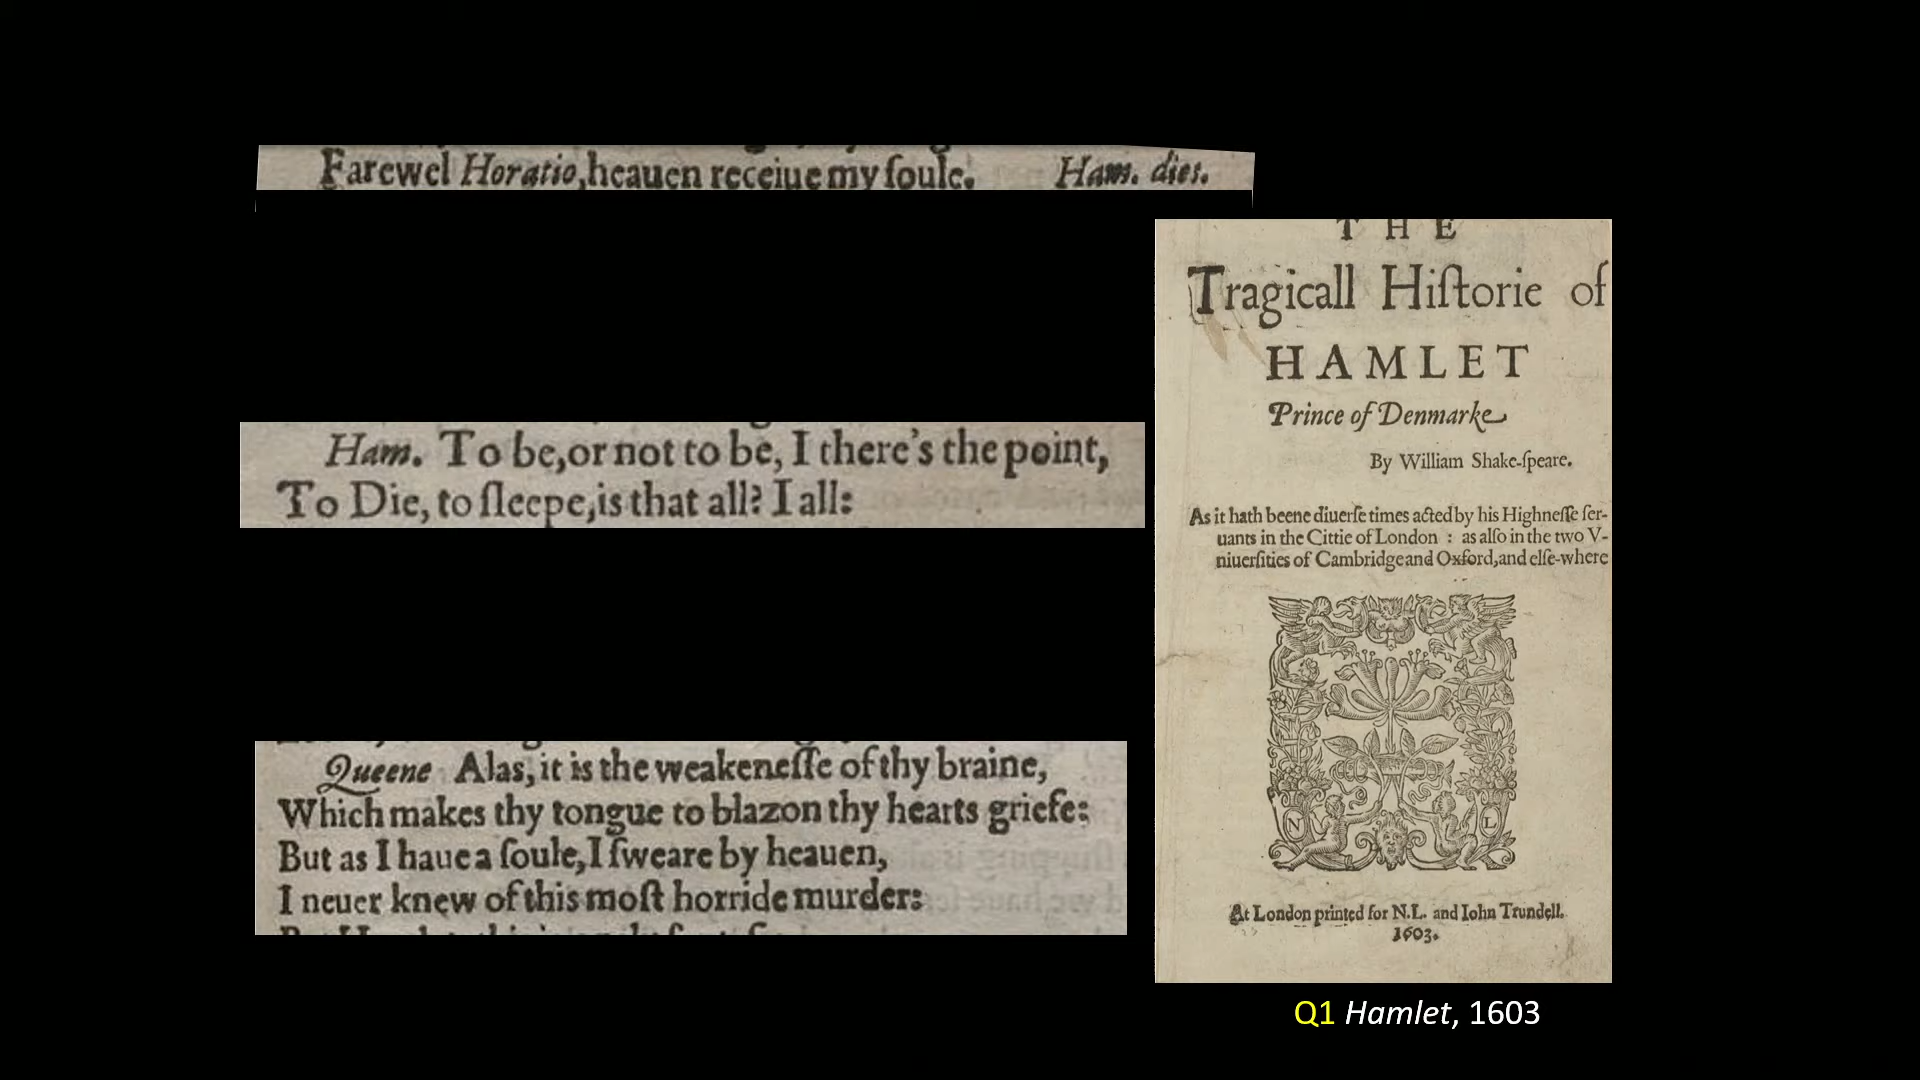 Farewel Horatio, heauen receiue my ſoule. Ham. dies.
Ham. To be, or not to be, I there's the point,
To Die, to ſleepe, is that all? I all:
Queene Alas, it is the weakeneſſe of thy braine,
Which makes thy tongue to blazon thy hearts griefe:
But as I haue a ſoule, I ſweare by heauen,
I neuer knew of this moſt horride murder:
THE
Tragicall Hiſtorie of
HAMLET
Prince of Denmarke
By William Shake-ſpeare.
As it hath beene diuerſe times acted by his Highneſſe ſer-
uants in the Cittie of London : as alſo in the two V-
niuerſities of Cambridge and Oxford, and elſe-where
N L
At London printed for N.L. and Iohn Trundell.
1603.
Q1 Hamlet, 1603